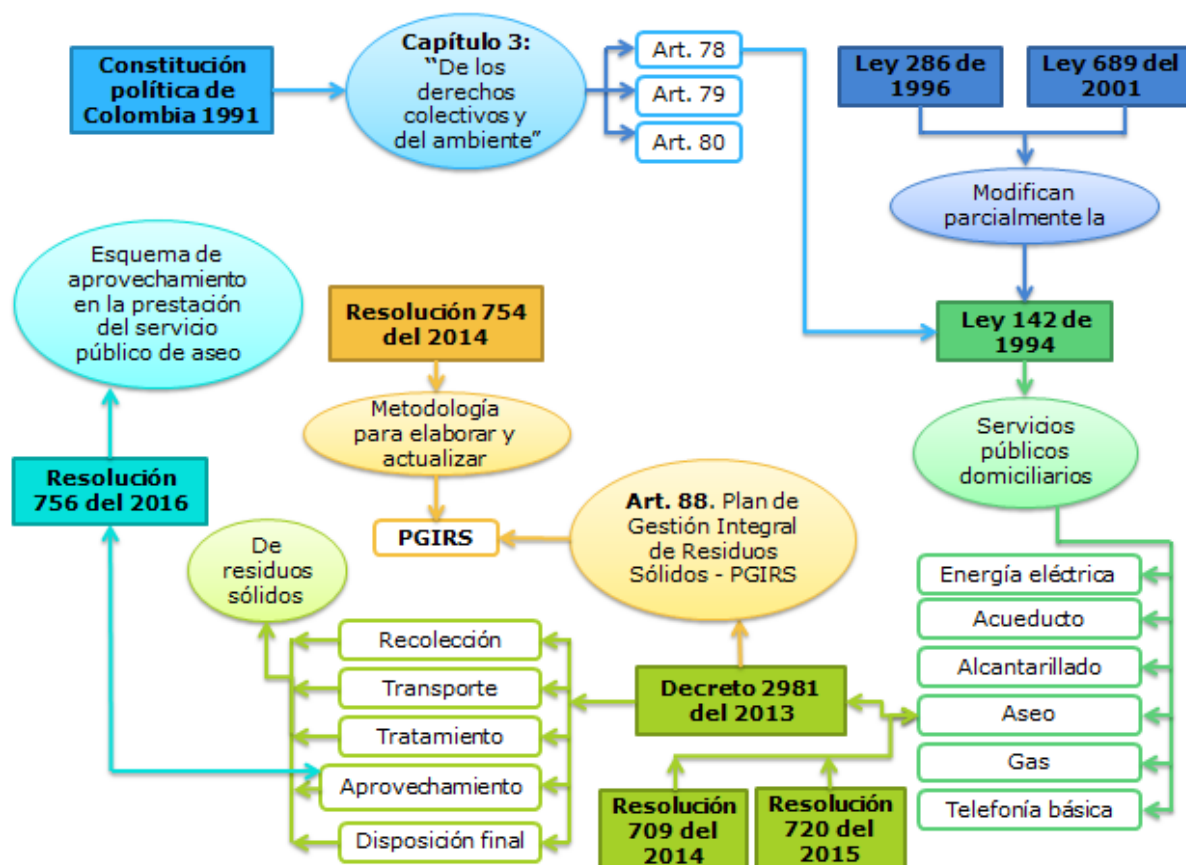 Constitución
política de
Colombia 1991
Capítulo 3:
“De los
derechos
colectivos y
del ambiente”
Art. 78
Art. 79
Art. 80
Ley 286 de
1996
Ley 689 del
2001
Modifican
parcialmente la
Ley 142 de
1994
Servicios
públicos
domiciliarios
Energía eléctrica
Acueducto
Alcantarillado
Aseo
Gas
Telefonía básica
Esquema de
aprovechamiento
en la prestación
del servicio
público de aseo
Resolución
756 del 2016
Resolución 754
del 2014
Metodología
para elaborar y
actualizar
PGIRS
Art. 88. Plan de
Gestión Integral
de Residuos
Sólidos - PGIRS
De
residuos
sólidos
Recolección
Transporte
Tratamiento
Aprovechamiento
Disposición final
Decreto 2981
del 2013
Resolución
709 del
2014
Resolución
720 del
2015